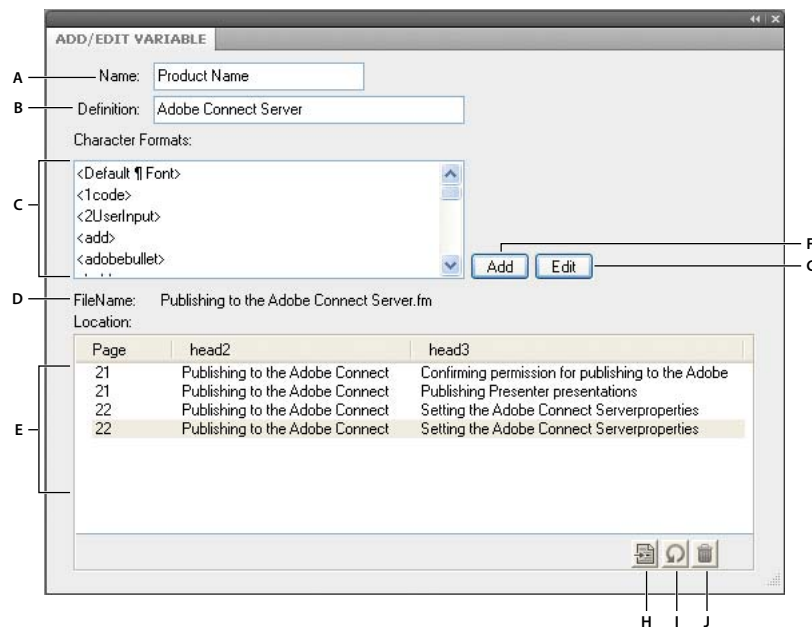 ADD/EDIT VARIABLE
A Name: Product Name
B Definition: Adobe Connect Server
Character Formats:
<Default ¶ Font>
<1code>
C <2UserInput>
<add>
<adobebullet>
Add Edit
F
G
D FileName: Publishing to the Adobe Connect Server.fm
Location:
Page head2 head3
21 Publishing to the Adobe Connect Confirming permission for publishing to the Adobe
21 Publishing to the Adobe Connect Publishing Presenter presentations
22 Publishing to the Adobe Connect Setting the Adobe Connect Serverproperties
E 22 Publishing to the Adobe Connect Setting the Adobe Connect Serverproperties
H I J